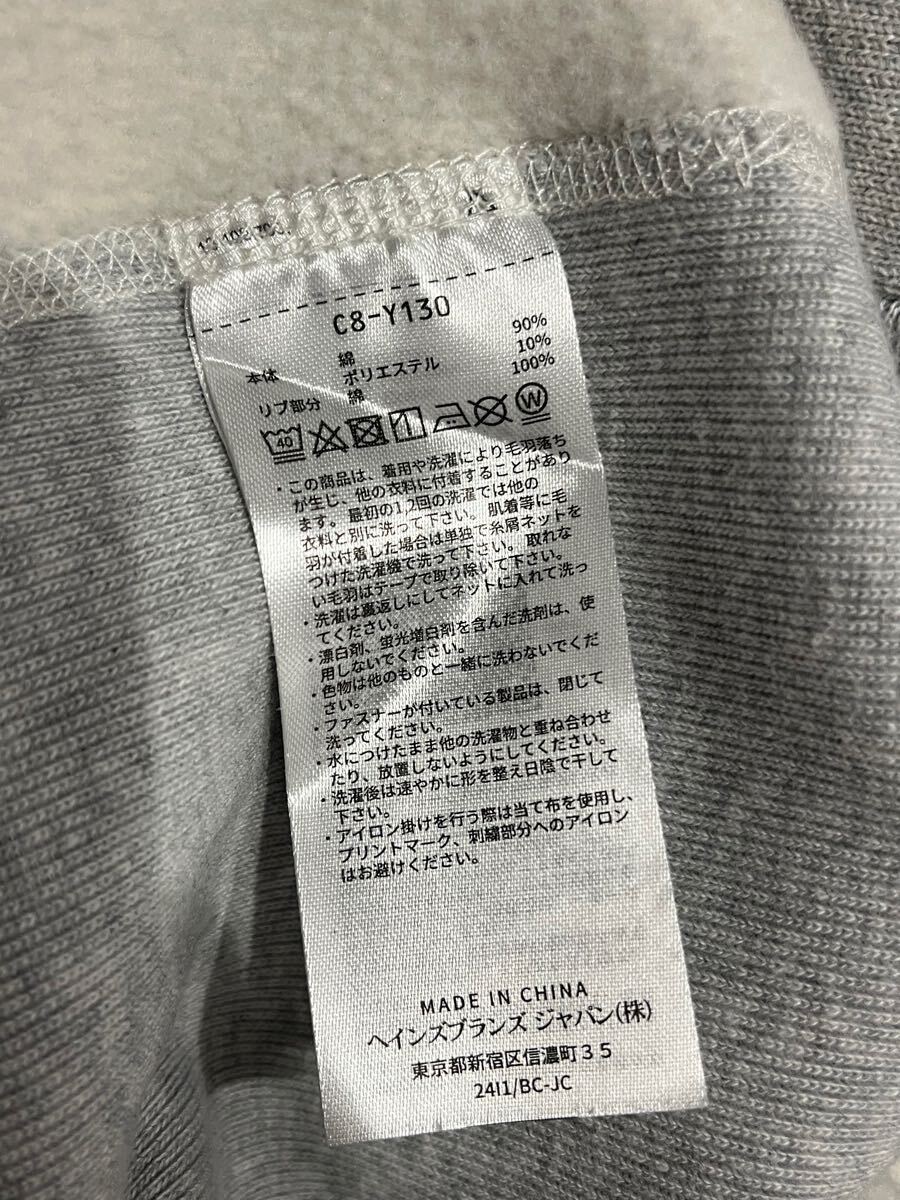 C8-Y130
本体 綿 90%
ポリエステル 10%
リブ部分 綿 100%
40
W
・この商品は、着用や洗濯により毛羽落ち
が生じ、他の衣料に付着することがあり
ます。最初の1,2回の洗濯では他の
衣料と別に洗って下さい。肌着等に毛
羽が付着した場合は単独で糸屑ネットを
つけた洗濯機で洗って下さい。取れな
い毛羽はテープで取り除いて下さい。
・洗濯は裏返しにしてネットに入れて洗っ
てください。
・漂白剤、蛍光増白剤を含んだ洗剤は、使
用しないでください。
・色物は他のものと一緒に洗わないでくだ
さい。
・ファスナーが付いている製品は、閉じて
洗ってください。
・水につけたまま他の洗濯物と重ね合わせ
たり、放置しないようにしてください。
・洗濯後は速やかに形を整え日陰で干して
下さい。
・アイロン掛けを行う際は当て布を使用し、
プリントマーク、刺繍部分へのアイロン
はお避けください。
MADE IN CHINA
ヘインズブランズ ジャパン(株)
東京都新宿区信濃町35
24I1/BC-JC